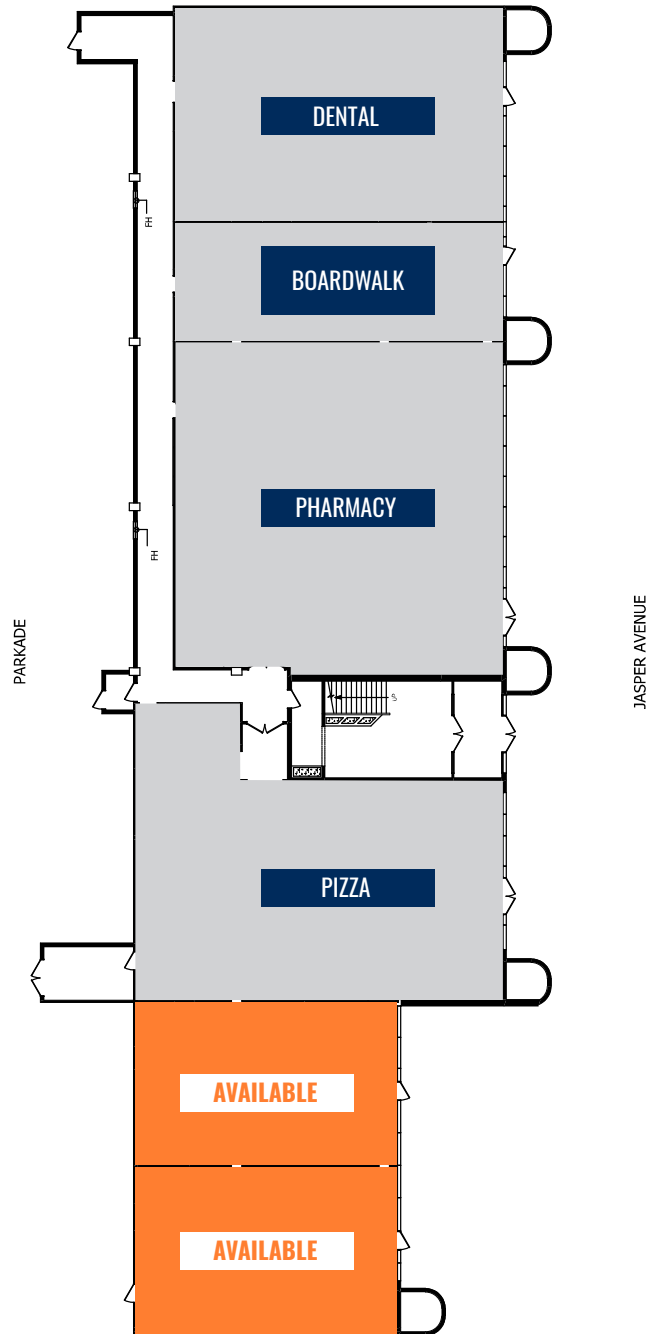 DENTAL
FH
BOARDWALK
PHARMACY
FH
PARKADE
JASPER AVENUE
S
PIZZA
AVAILABLE
AVAILABLE